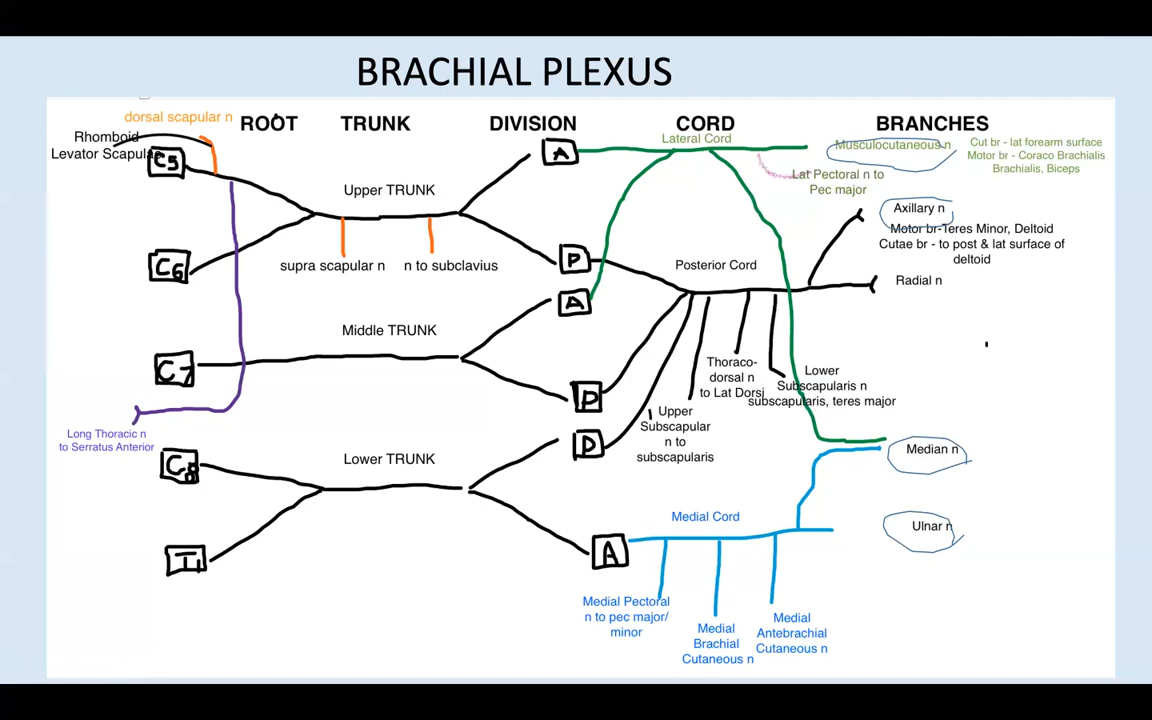 BRACHIAL PLEXUS
dorsal scapular n
ROOT
TRUNK
DIVISION
CORD
BRANCHES
Rhomboid
Levator Scapulae
C5
A
Lateral Cord
Musculocutaneous n
Cut br - lat forearm surface
Motor br - Coraco Brachialis
Brachialis, Biceps
Lat Pectoral n to
Pec major
Upper TRUNK
Axillary n
Motor br-Teres Minor, Deltoid
Cutae br - to post & lat surface of
deltoid
C6
supra scapular n
n to subclavius
P
Posterior Cord
Radial n
A
Middle TRUNK
C7
P
Thoraco-
dorsal n
to Lat Dorsi
Lower
Subscapularis n
subscapularis, teres major
Upper
Subscapular
n to
subscapularis
Long Thoracic n
to Serratus Anterior
C8
Lower TRUNK
Median n
Medial Cord
Ulnar n
T1
A
Medial Pectoral
n to pec major/
minor
Medial
Brachial
Cutaneous n
Medial
Antebrachial
Cutaneous n